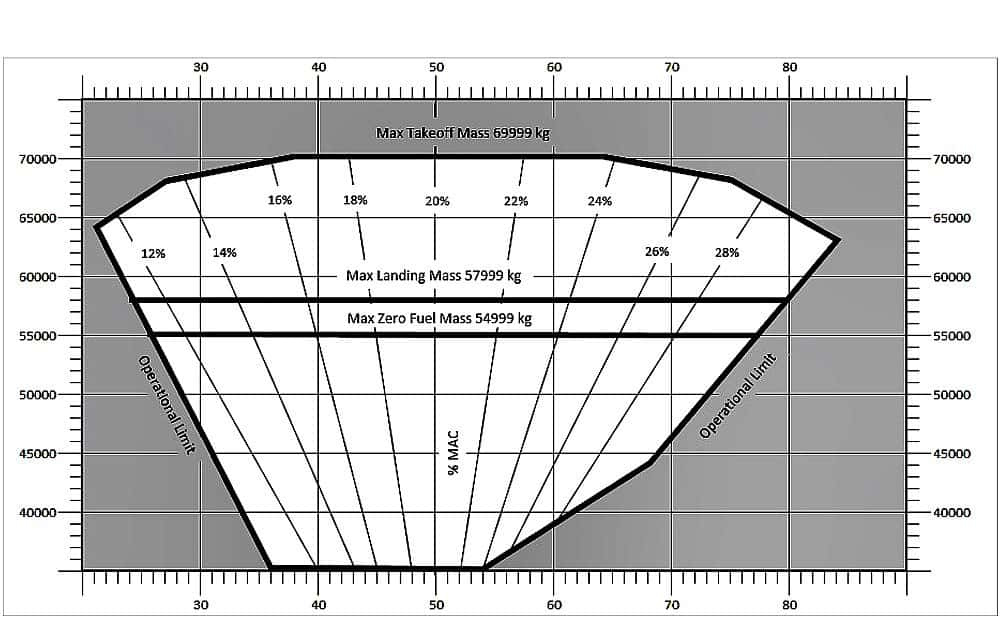 30 40 50 60 70 80
Max Takeoff Mass 69999 kg
70000 70000
16% 18% 20% 22% 24%
65000 65000
12% 14% 26% 28%
60000 Max Landing Mass 57999 kg 60000
Max Zero Fuel Mass 54999 kg
55000 55000
Operational Limit
Operational Limit
50000 50000
% MAC
45000 45000
40000 40000
30 40 50 60 70 80